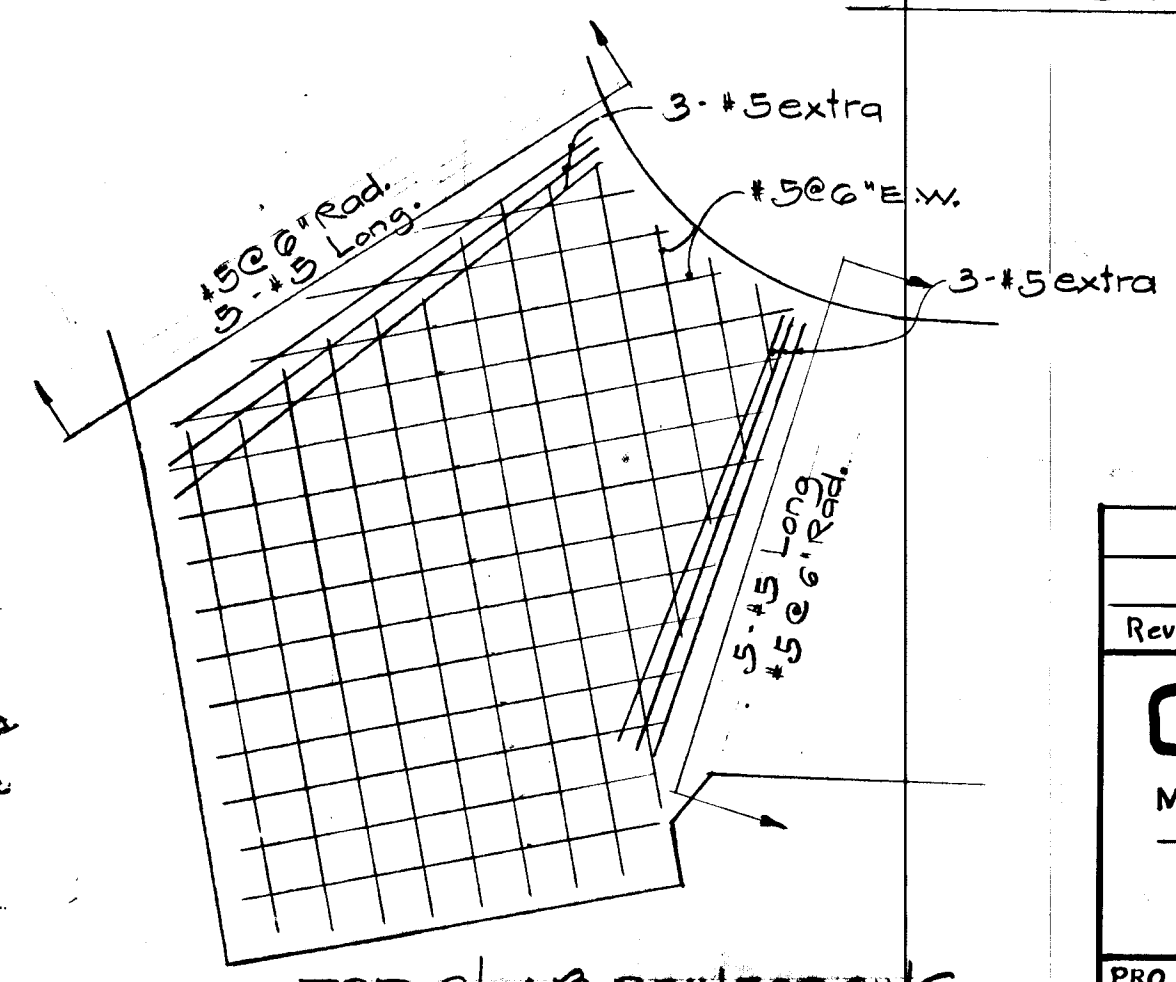 3-#5 extra
#5@6" E.W.
3-#5 extra
#5@6" Rad.
5-#5 Long.
5-#5 Long
#5@6" Rad.
Rev
M
PRO